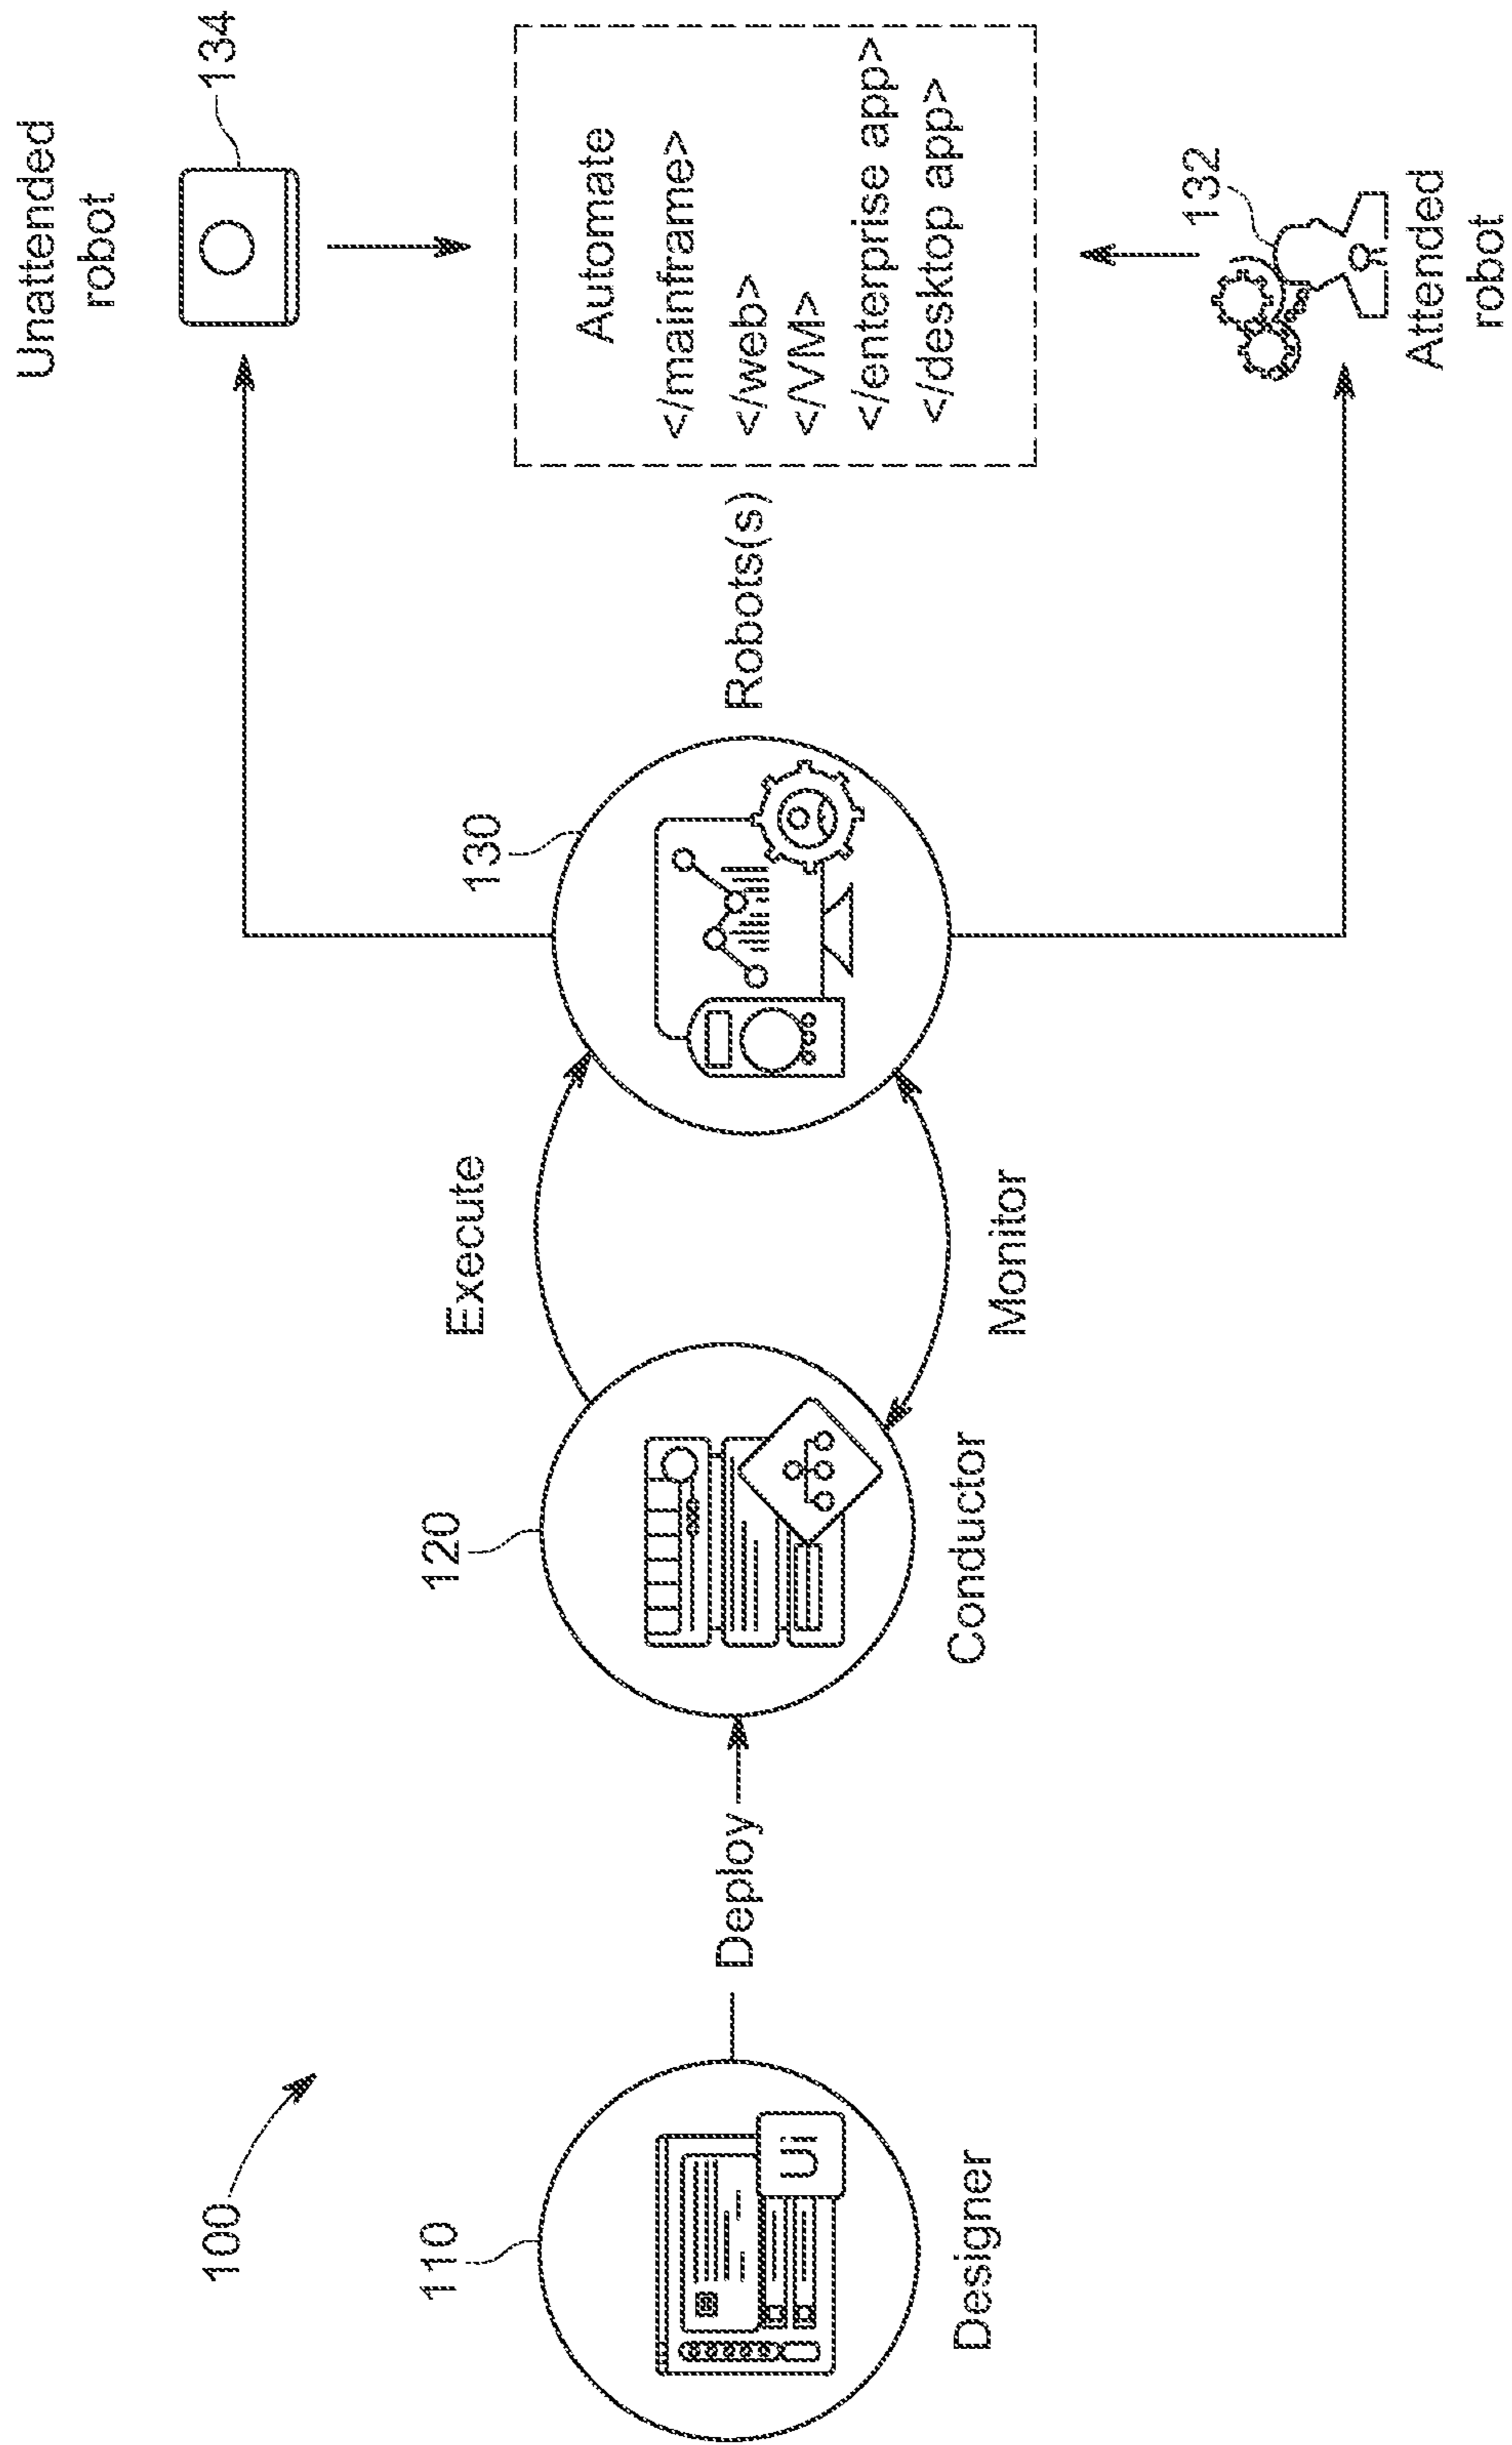 100
110
Ui
Designer
Deploy
120
Conductor
Execute
Monitor
130
Robots(s)
Unattended
robot
134
Automate
</mainframe>
</web>
</VM>
</enterprise app>
</desktop app>
132
Attended
robot